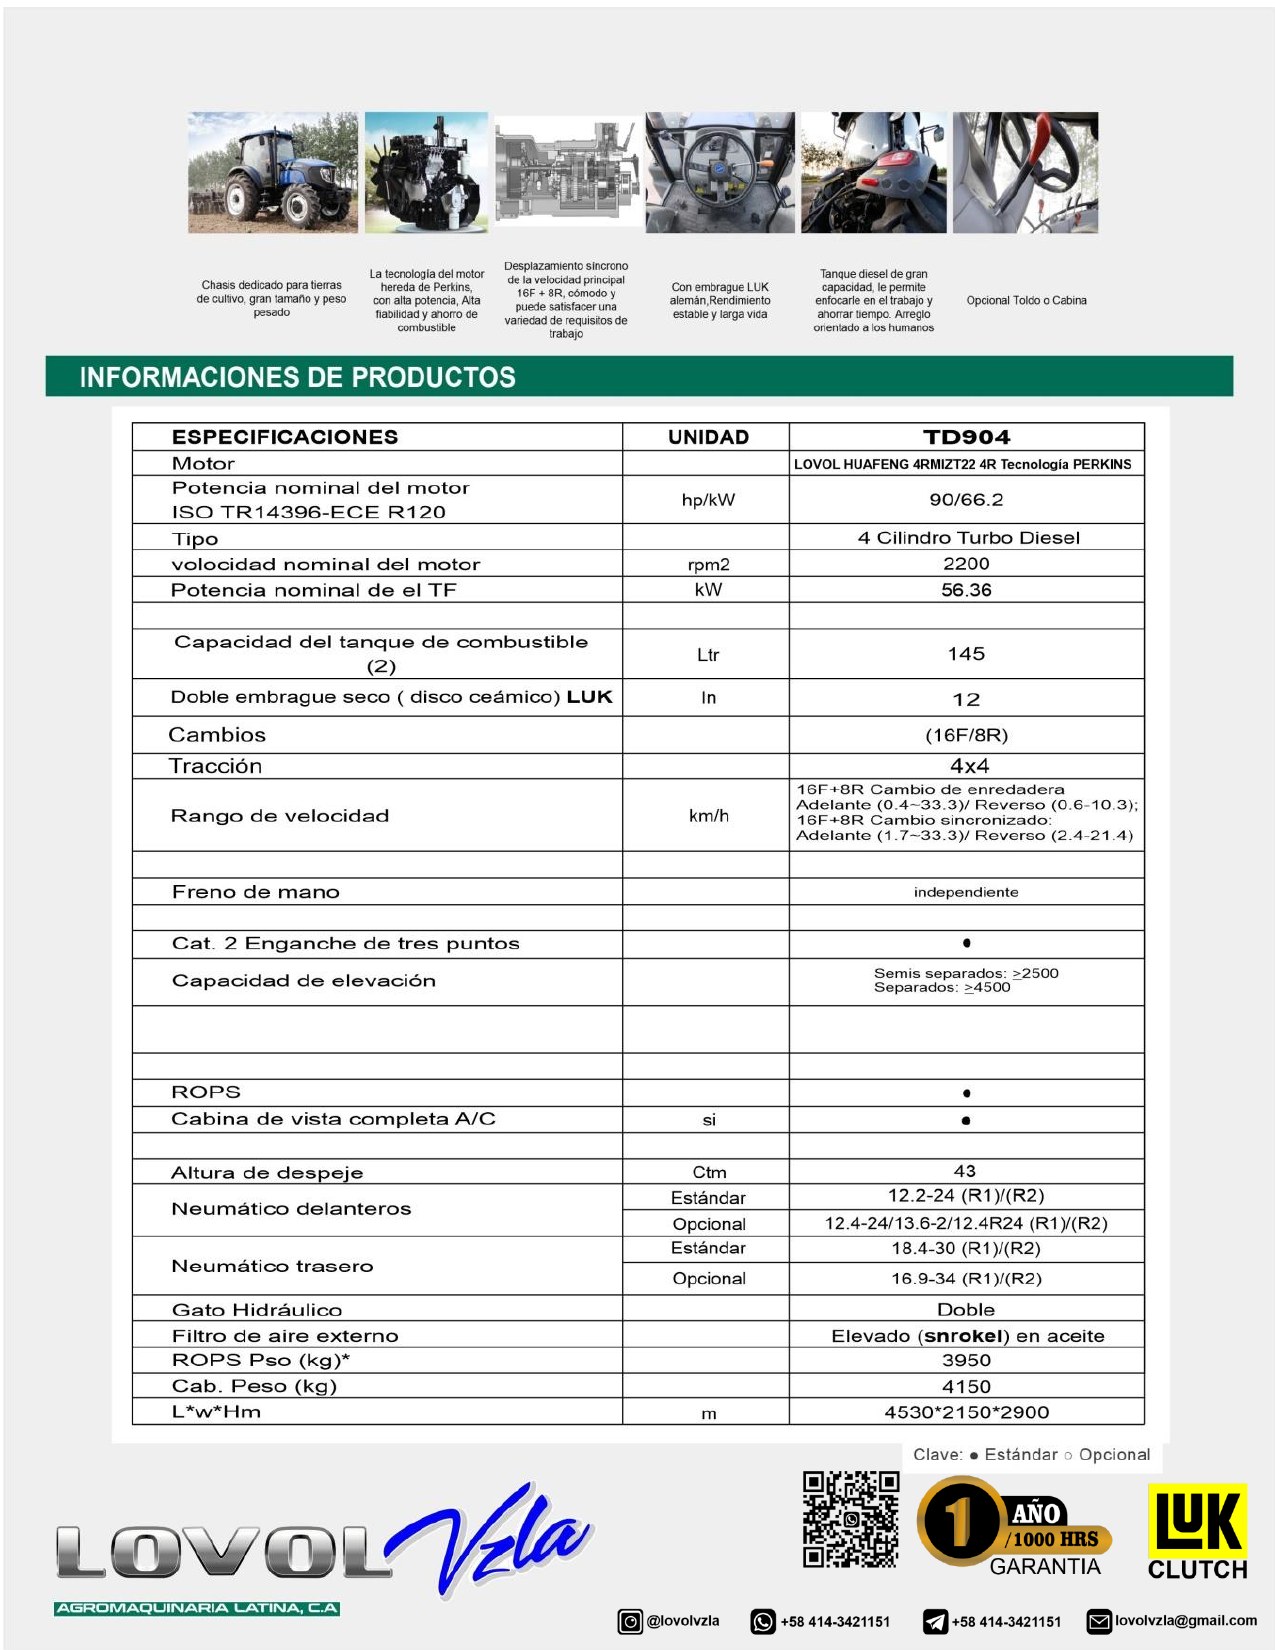 Chasis dedicado para tierras
de cultivo, gran tamaño y peso
pesado
La tecnología del motor
hereda de Perkins,
con alta potencia, Alta
fiabilidad y ahorro de
combustible
Desplazamiento síncrono
de la velocidad principal
16F + 8R, cómodo y
puede satisfacer una
variedad de requisitos de
trabajo
Con embrague LUK
alemán,Rendimiento
estable y larga vida
Tanque diesel de gran
capacidad, le permite
enfocarle en el trabajo y
ahorrar tiempo. Arreglo
orientado a los humanos
Opcional Toldo o Cabina
INFORMACIONES DE PRODUCTOS
ESPECIFICACIONES UNIDAD TD904
Motor LOVOL HUAFENG 4RMIZT22 4R Tecnología PERKINS
Potencia nominal del motor
ISO TR14396-ECE R120 hp/kW 90/66.2
Tipo 4 Cilindro Turbo Diesel
volocidad nominal del motor rpm2 2200
Potencia nominal de el TF kW 56.36
Capacidad del tanque de combustible
(2) Ltr 145
Doble embrague seco ( disco ceámico) LUK In 12
Cambios (16F/8R)
Tracción 4x4
Rango de velocidad km/h
16F+8R Cambio de enredadera
Adelante (0.4~33.3)/ Reverso (0.6-10.3);
16F+8R Cambio sincronizado:
Adelante (1.7~33.3)/ Reverso (2.4-21.4)
Freno de mano independiente
Cat. 2 Enganche de tres puntos ●
Capacidad de elevación
Semis separados: ≥2500
Separados: ≥4500
ROPS ●
Cabina de vista completa A/C si ●
Altura de despeje Ctm 43
Neumático delanteros
Estándar 12.2-24 (R1)/(R2)
Opcional 12.4-24/13.6-2/12.4R24 (R1)/(R2)
Neumático trasero
Estándar 18.4-30 (R1)/(R2)
Opcional 16.9-34 (R1)/(R2)
Gato Hidráulico Doble
Filtro de aire externo Elevado (snrokel) en aceite
ROPS Pso (kg)* 3950
Cab. Peso (kg) 4150
L*w*Hm m 4530*2150*2900
Clave: ● Estándar ○ Opcional
LOVOL Vzla
AGROMAQUINARIA LATINA, C.A
1 AÑO
/1000 HRS
GARANTIA
LUK
CLUTCH
@lovolvzla +58 414-3421151 +58 414-3421151 lovolvzla@gmail.com